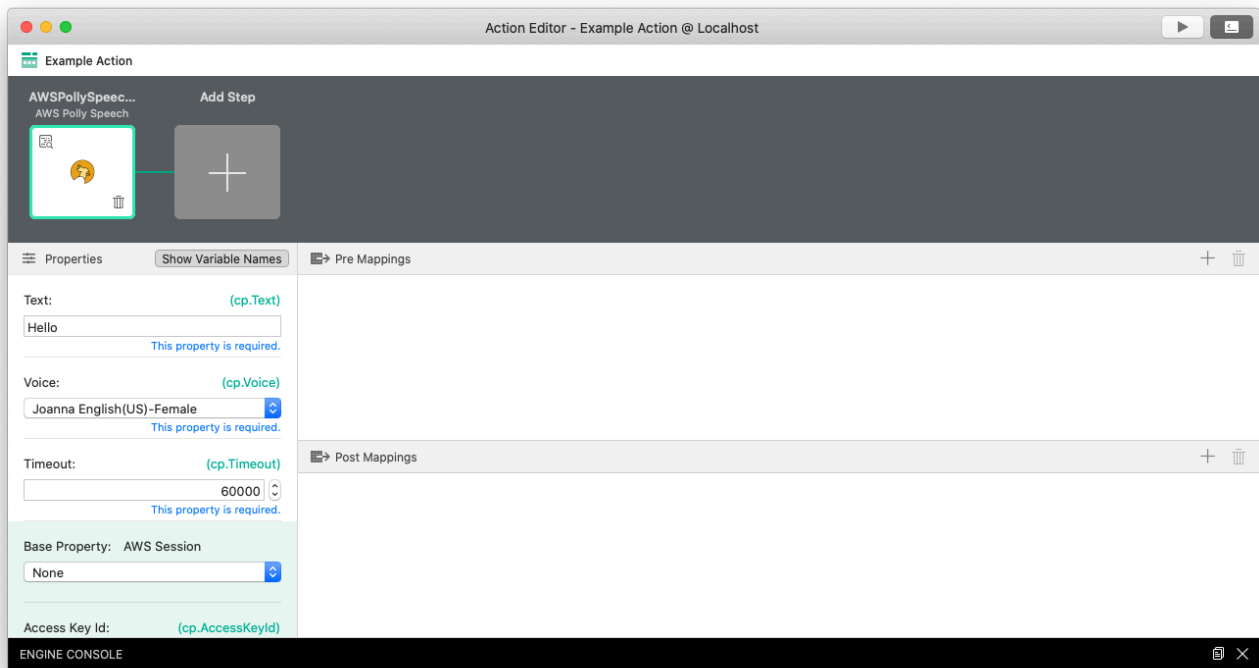 Action Editor - Example Action @ Localhost
Example Action
AWSPollySpeec...
AWS Polly Speech
Add Step
Properties
Show Variable Names
Pre Mappings
Text:
(cp.Text)
Hello
This property is required.
Voice:
(cp.Voice)
Joanna English(US)-Female
This property is required.
Timeout:
(cp.Timeout)
60000
This property is required.
Base Property: AWS Session
None
Access Key Id:
(cp.AccessKeyId)
Post Mappings
ENGINE CONSOLE